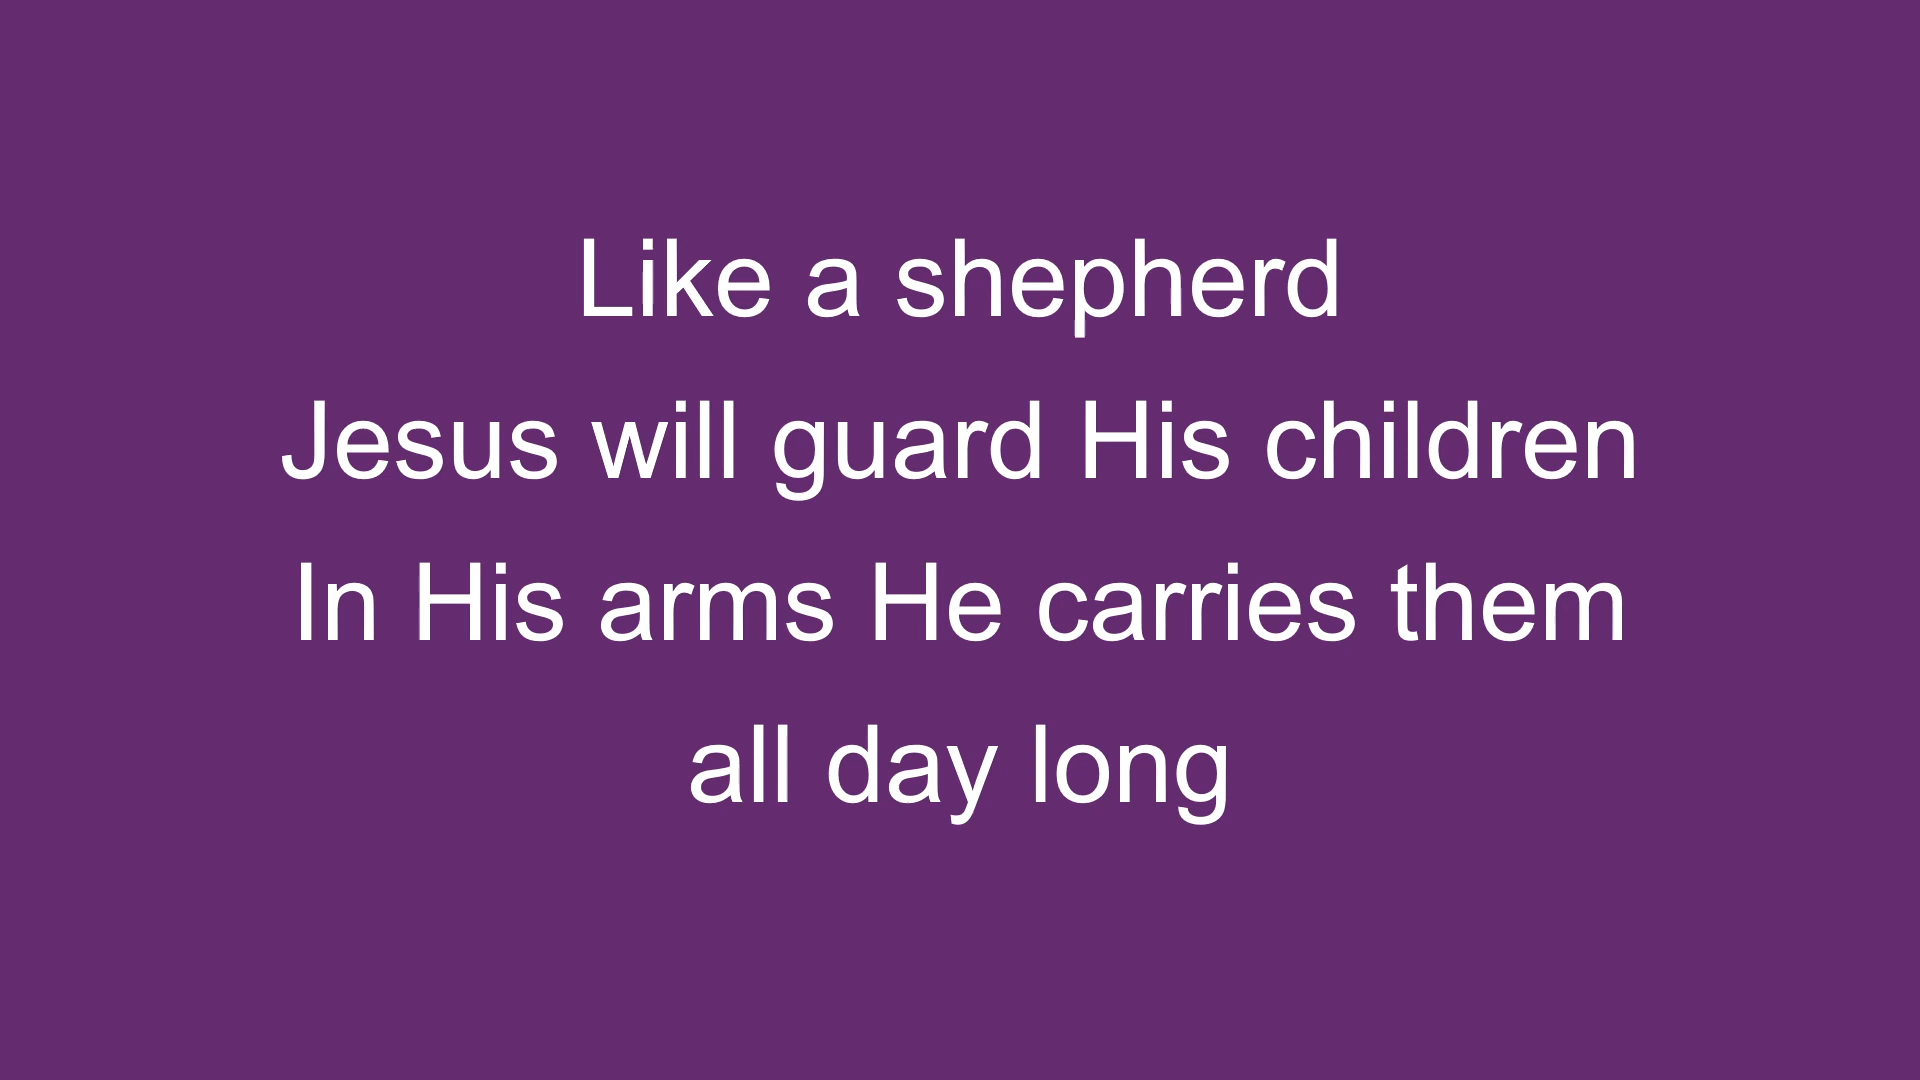 Like a shepherd
Jesus will guard His children
In His arms He carries them
all day long